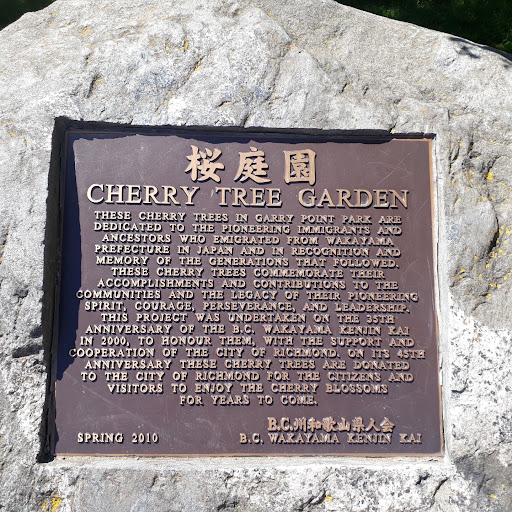 桜庭園
CHERRY TREE GARDEN
THESE CHERRY TREES IN GARRY POINT PARK ARE
DEDICATED TO THE PIONEERING IMMIGRANTS AND
ANCESTORS WHO EMIGRATED FROM WAKAYAMA
PREFECTURE IN JAPAN AND IN RECOGNITION AND
MEMORY OF THE GENERATIONS THAT FOLLOWED.
THESE CHERRY TREES COMMEMORATE THEIR
ACCOMPLISHMENTS AND CONTRIBUTIONS TO THE
COMMUNITIES AND THE LEGACY OF THEIR PIONEERING
SPIRIT, COURAGE, PERSEVERANCE, AND LEADERSHIP.
THIS PROJECT WAS UNDERTAKEN ON THE 35TH
ANNIVERSARY OF THE B.C. WAKAYAMA KENJIN KAI
IN 2000, TO HONOUR THEM, WITH THE SUPPORT AND
COOPERATION OF THE CITY OF RICHMOND. ON ITS 45TH
ANNIVERSARY THESE CHERRY TREES ARE DONATED
TO THE CITY OF RICHMOND FOR THE CITIZENS AND
VISITORS TO ENJOY THE CHERRY BLOSSOMS
FOR YEARS TO COME.
B.C.州和歌山県人会
SPRING 2010 B.C. WAKAYAMA KENJIN KAI